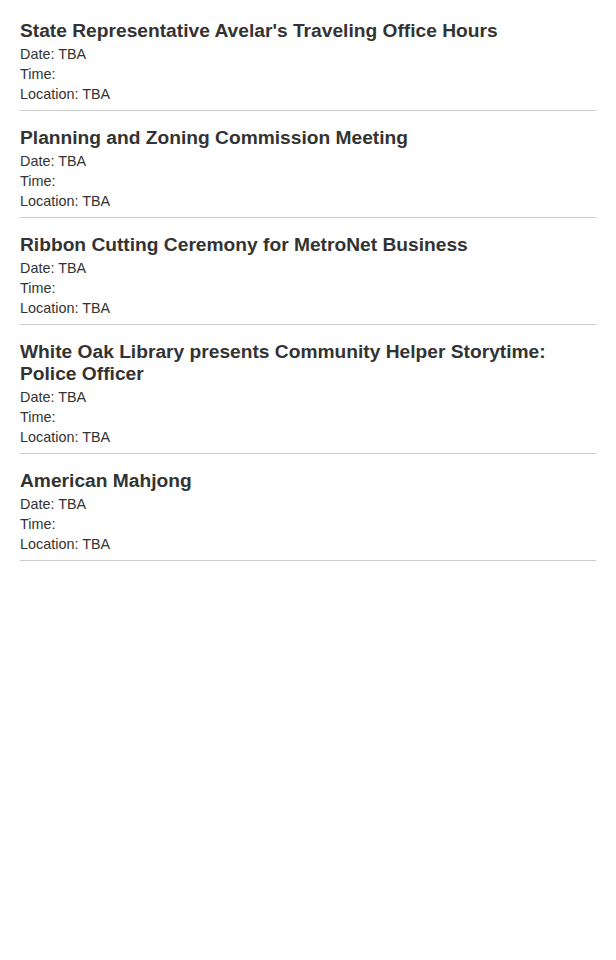 State Representative Avelar's Traveling Office Hours
Date: TBA
Time:
Location: TBA
Planning and Zoning Commission Meeting
Date: TBA
Time:
Location: TBA
Ribbon Cutting Ceremony for MetroNet Business
Date: TBA
Time:
Location: TBA
White Oak Library presents Community Helper Storytime:
Police Officer
Date: TBA
Time:
Location: TBA
American Mahjong
Date: TBA
Time:
Location: TBA